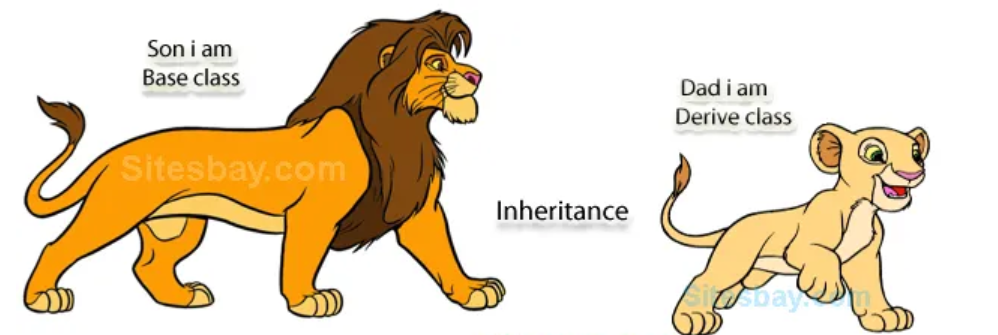 Son i am
Base class
Dad i am
Derive class
Sitesbay.com
Inheritance
Sitesbay.com